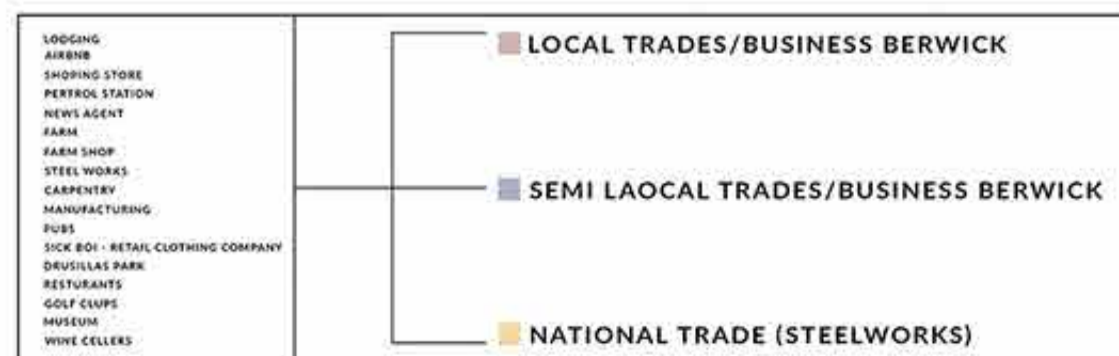 LODGING
AIRBNB
SHOPING STORE
PERTROL STATION
NEWS AGENT
FARM
FARM SHOP
STEEL WORKS
CARPENTRY
MANUFACTURING
PUBS
SICK BOI - RETAIL CLOTHING COMPANY
DRUSILLAS PARK
RESTURANTS
GOLF CLUPS
MUSEUM
WINE CELLERS
LOCAL TRADES/BUSINESS BERWICK
SEMI LAOCAL TRADES/BUSINESS BERWICK
NATIONAL TRADE (STEELWORKS)